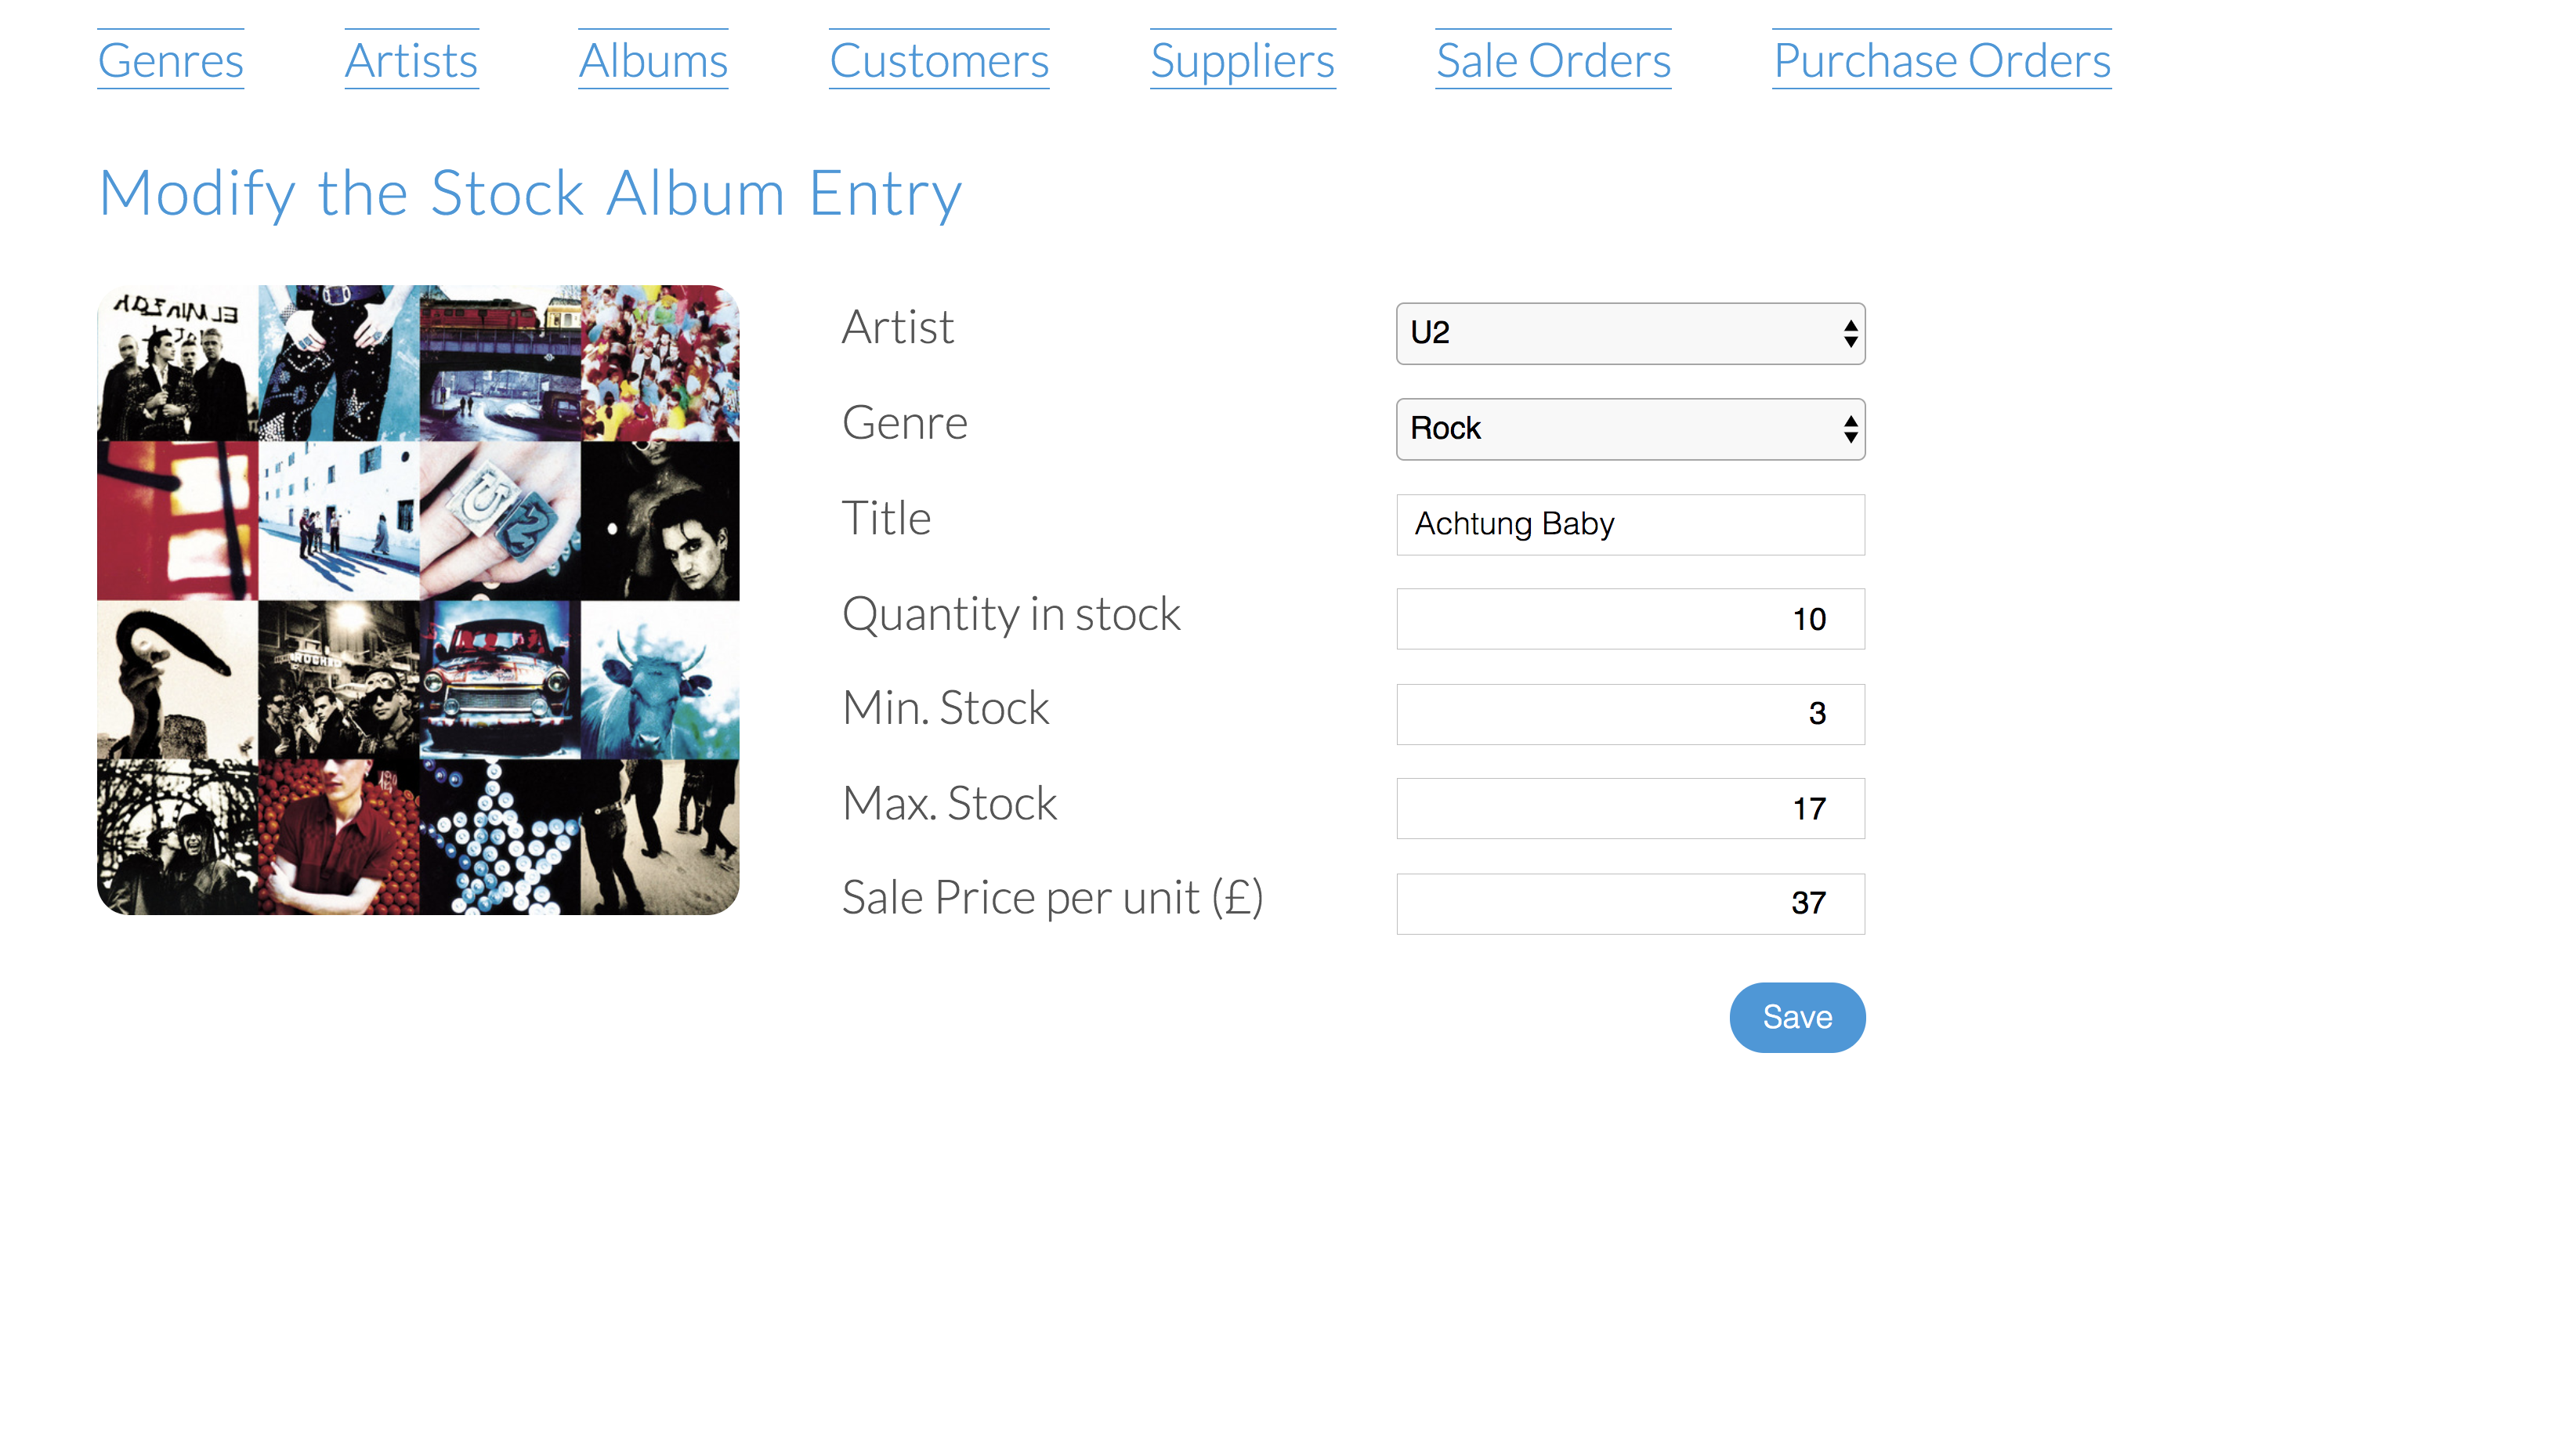 Genres Artists Albums Customers Suppliers Sale Orders Purchase Orders
Modify the Stock Album Entry
Artist U2
Genre Rock
Title Achtung Baby
Quantity in stock 10
Min. Stock 3
Max. Stock 17
Sale Price per unit (£) 37
Save
U2